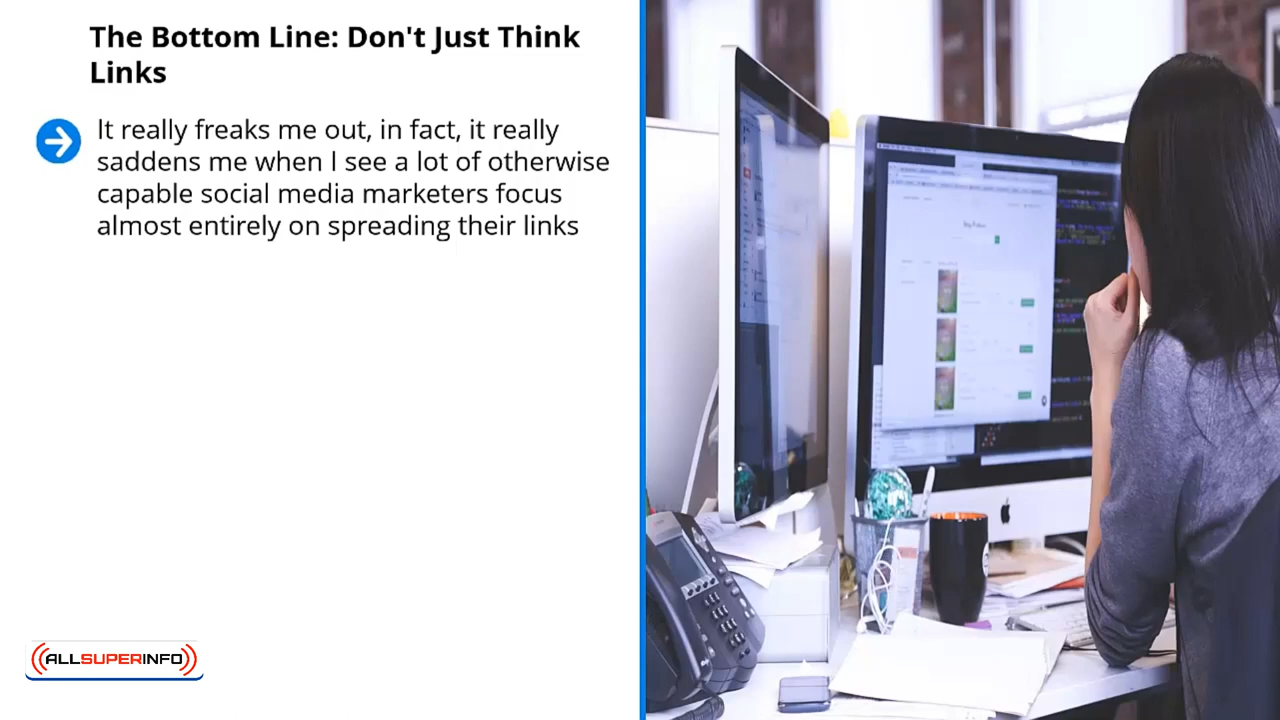 The Bottom Line: Don't Just Think
Links
It really freaks me out, in fact, it really
saddens me when I see a lot of otherwise
capable social media marketers focus
almost entirely on spreading their links
((ALLSUPERINFO))